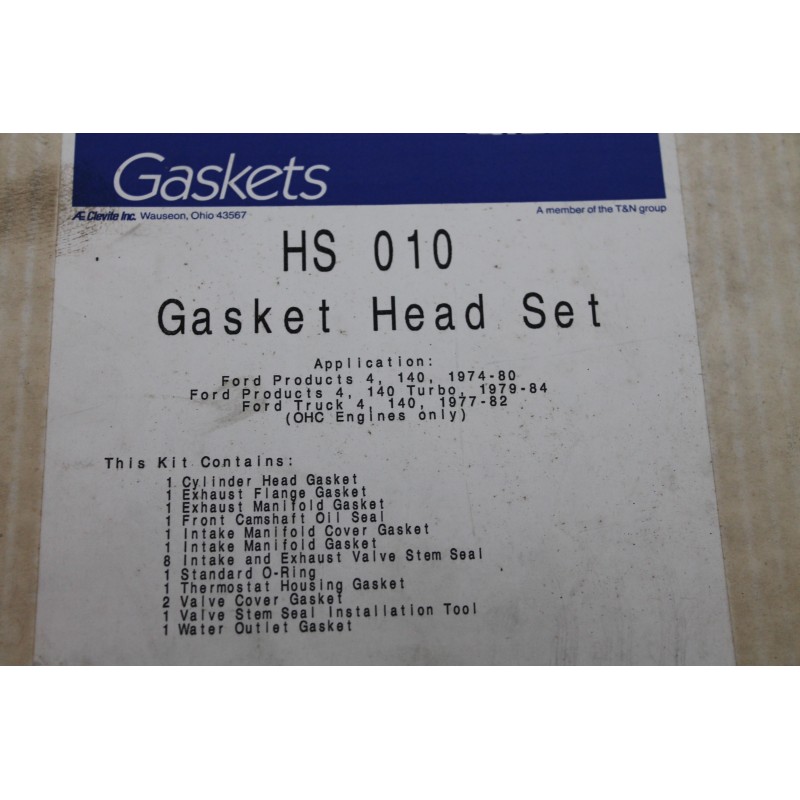 Gaskets
Æ Clevite Inc. Wauseon, Ohio 43567
A member of the T&N group
HS 010
Gasket Head Set
Application:
Ford Products 4, 140, 1974-80
Ford Products 4, 140 Turbo, 1979-84
Ford Truck 4, 140, 1977-82
(OHC Engines only)
This Kit Contains:
1 Cylinder Head Gasket
1 Exhaust Flange Gasket
1 Exhaust Manifold Gasket
1 Front Camshaft Oil Seal
1 Intake Manifold Cover Gasket
1 Intake Manifold Gasket
8 Intake and Exhaust Valve Stem Seal
1 Standard O-Ring
1 Thermostat Housing Gasket
2 Valve Cover Gasket
1 Valve Stem Seal Installation Tool
1 Water Outlet Gasket